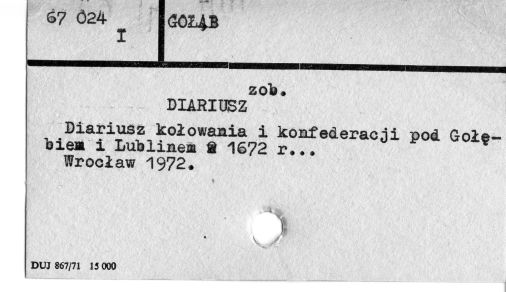 67 024
I
GOŁĄB
zob.
DIARIUSZ
Diariusz kołowania i konfederacji pod Gołę-
biem i Lublinem 1672 r...
Wrocław 1972.
DUJ 867/71 15 000